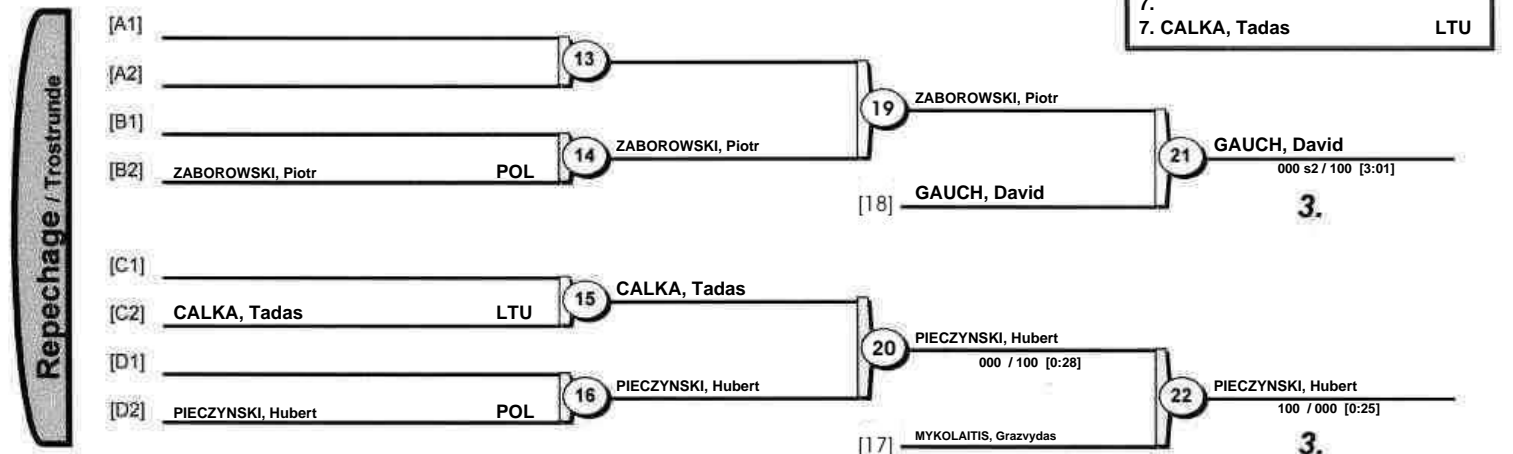 7.
7. CALKA, Tadas LTU
Repechage / Trostrunde
[A1]
13
[A2]
19
ZABOROWSKI, Piotr
[B1]
14
ZABOROWSKI, Piotr
21
GAUCH, David
[B2] ZABOROWSKI, Piotr POL
000 s2 / 100 [3:01]
[18] GAUCH, David
3.
[C1]
15
CALKA, Tadas
[C2] CALKA, Tadas LTU
20
PIECZYNSKI, Hubert
000 / 100 [0:28]
[D1]
16
PIECZYNSKI, Hubert
22
PIECZYNSKI, Hubert
[D2] PIECZYNSKI, Hubert POL
100 / 000 [0:25]
[17] MYKOLAITIS, Grazvydas
3.